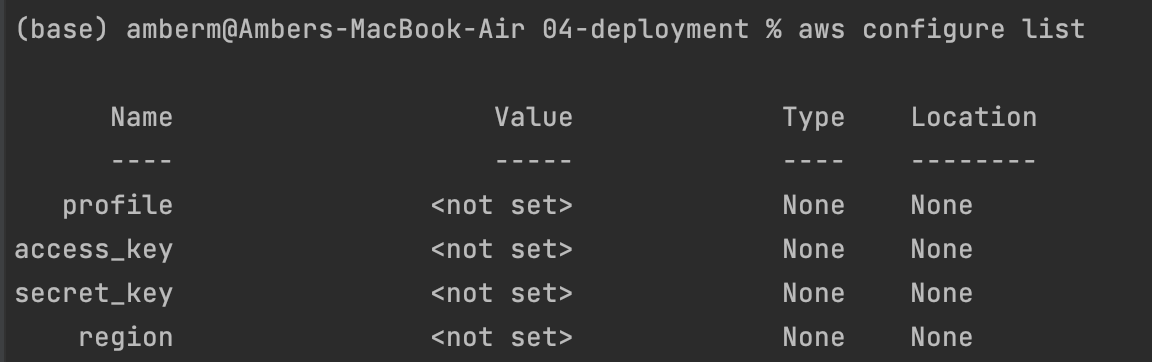 (base) amberm@Ambers-MacBook-Air 04-deployment % aws configure list
Name Value Type Location
---- ----- ---- --------
profile <not set> None None
access_key <not set> None None
secret_key <not set> None None
region <not set> None None